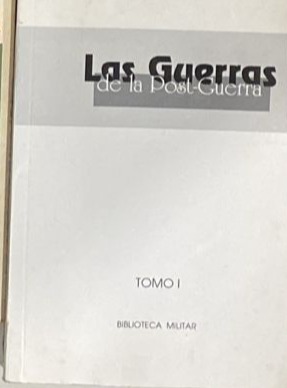 Las Guerras
de la Post-Guerra
TOMO I
BIBLIOTECA MILITAR